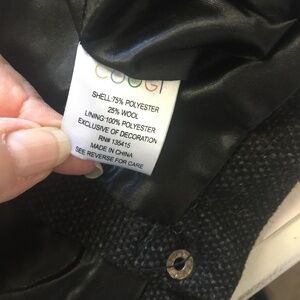 COOGI
SHELL:75% POLYESTER
25% WOOL
LINING:100% POLYESTER
EXCLUSIVE OF DECORATION
RN# 135415
MADE IN CHINA
SEE REVERSE FOR CARE